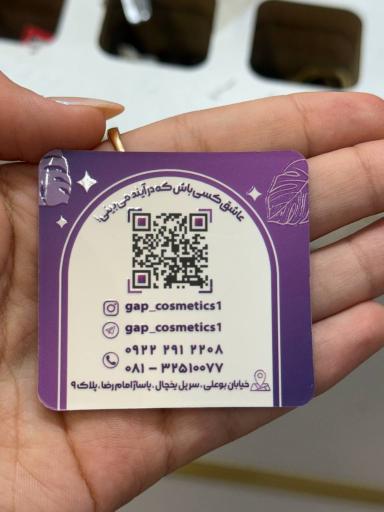 عاشق کسی باش که در آینه می‌بینی!
gap_cosmetics1
gap_cosmetics1
۰۹۲۲ ۲۹۱ ۲۲۰۸
۰۸۱ – ۳۲۵۱۰۰۷۷
خیابان بوعلی . سر پل یخچال . پاساژ امام رضا . پلاک ۹